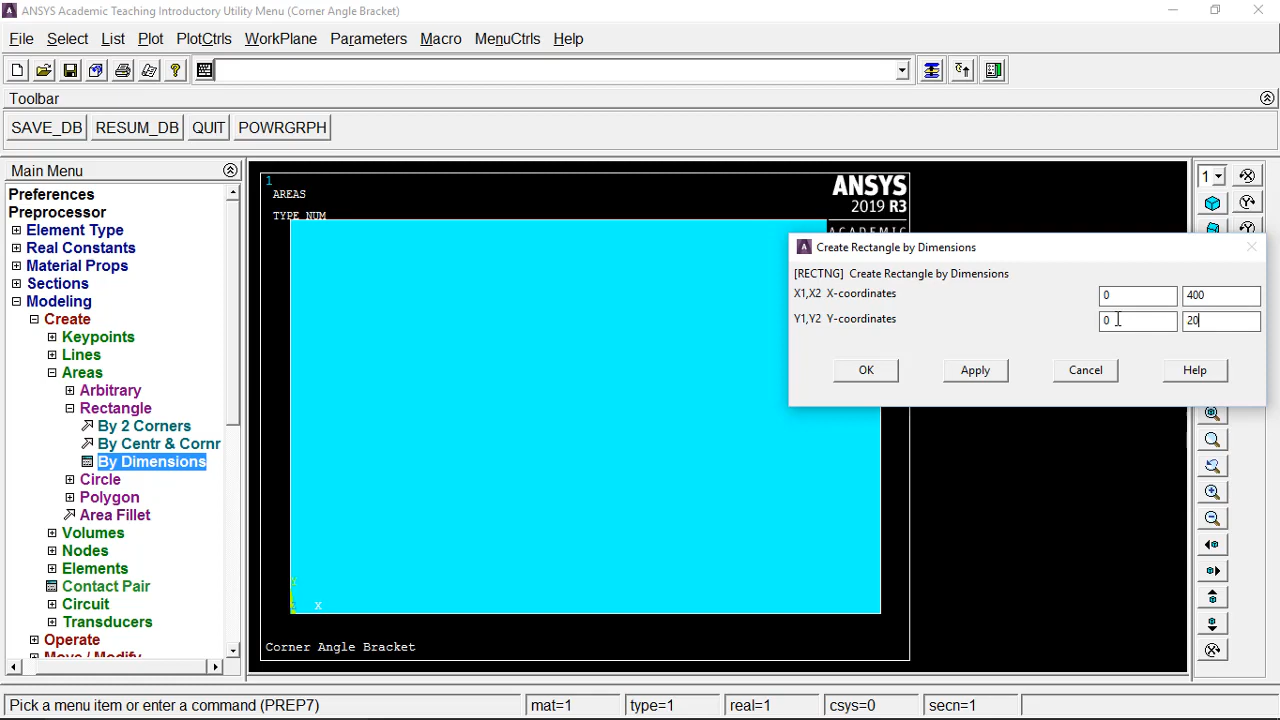 ANSYS Academic Teaching Introductory Utility Menu (Corner Angle Bracket)
File Select List Plot PlotCtrls WorkPlane Parameters Macro MenuCtrls Help
Toolbar
SAVE_DB RESUM_DB QUIT POWRGRPH
Main Menu
Preferences
Preprocessor
Element Type
Real Constants
Material Props
Sections
Modeling
Create
Keypoints
Lines
Areas
Arbitrary
Rectangle
By 2 Corners
By Centr & Cornr
By Dimensions
Circle
Polygon
Area Fillet
Volumes
Nodes
Elements
Contact Pair
Circuit
Transducers
Operate
Move / Modify
1
AREAS
TYPE NUM
ANSYS
2019 R3
ACADEMIC
Y
Z X
Corner Angle Bracket
1
Create Rectangle by Dimensions
[RECTNG] Create Rectangle by Dimensions
X1,X2 X-coordinates 0 400
Y1,Y2 Y-coordinates 0 20
OK Apply Cancel Help
Pick a menu item or enter a command (PREP7) mat=1 type=1 real=1 csys=0 secn=1